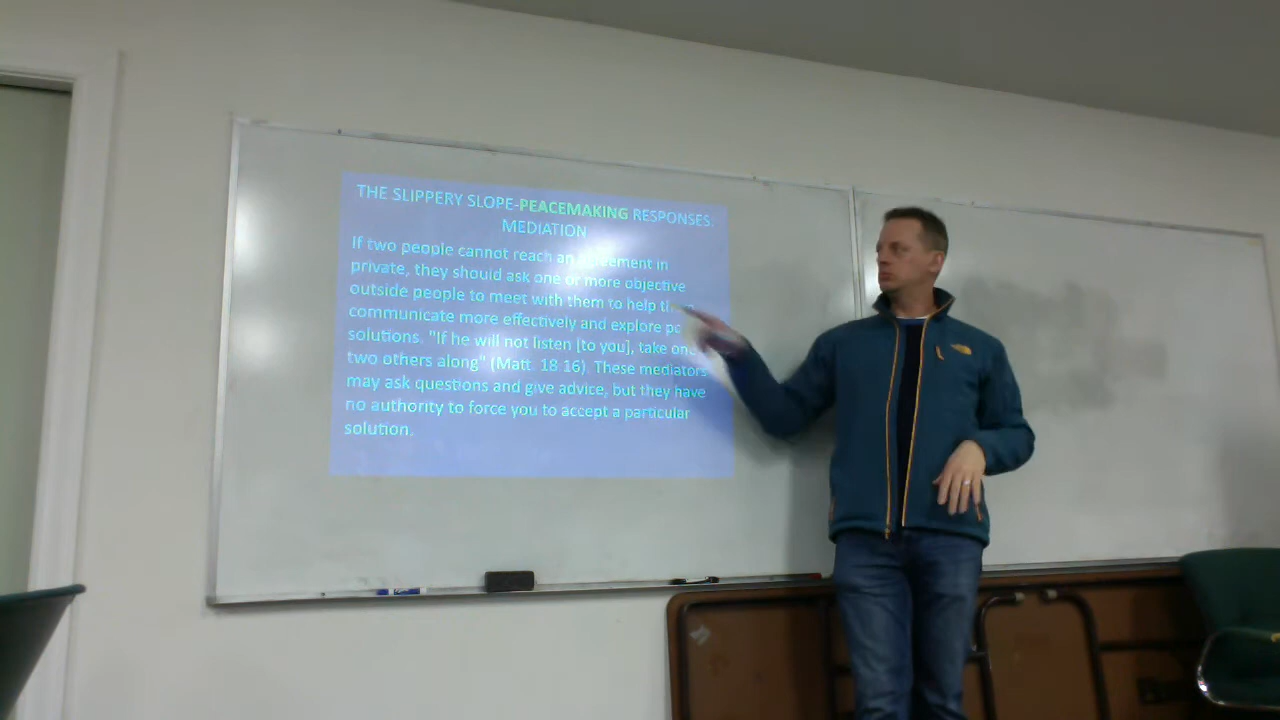 THE SLIPPERY SLOPE-PEACEMAKING RESPONSES:
MEDIATION
If two people cannot reach an agreement in
private, they should ask one or more objective
outside people to meet with them to help
communicate more effectively and explore
solutions. "If he will not listen [to you], take one
two others along" (Matt. 18 16). These mediators
may ask questions and give advice, but they have
no authority to force you to accept a particular
solution.